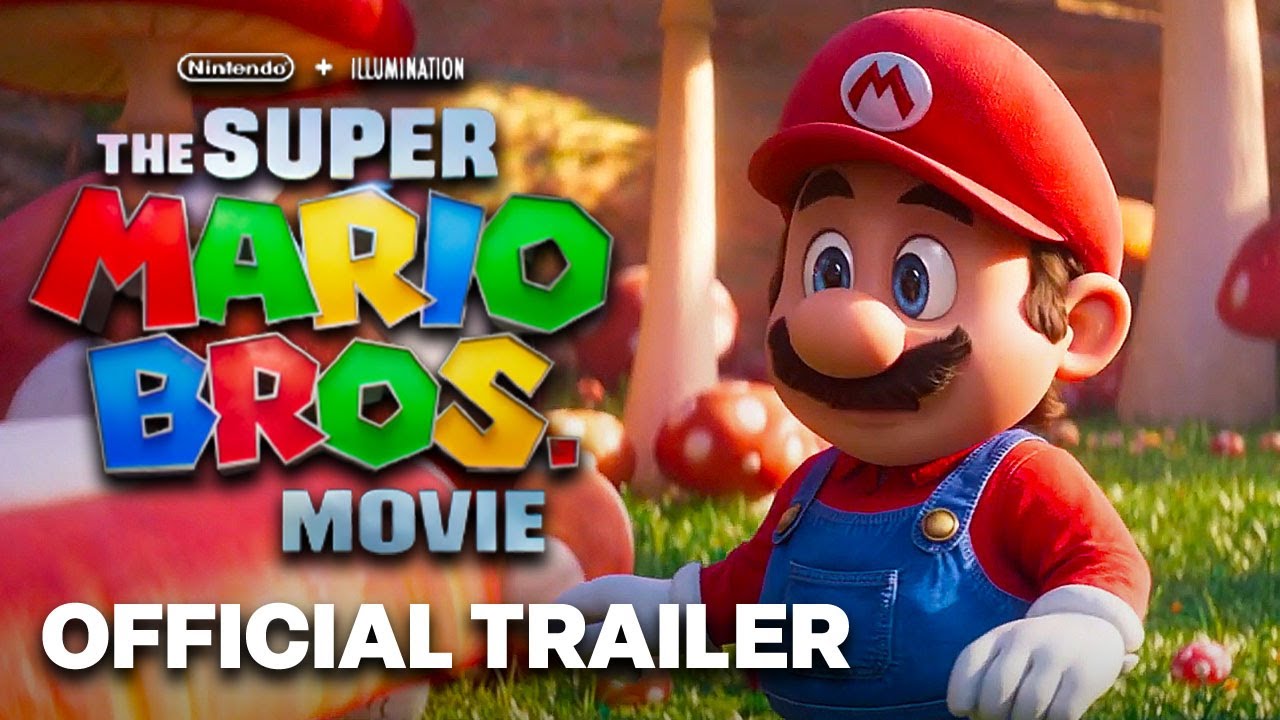 Nintendo + ILLUMINATION
THE SUPER
MARIO
BROS.
MOVIE
OFFICIAL TRAILER
M